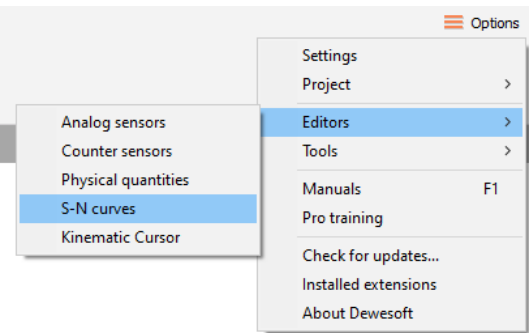 Options
Settings
Project
Editors
Tools
Manuals F1
Pro training
Check for updates...
Installed extensions
About Dewesoft
Analog sensors
Counter sensors
Physical quantities
S-N curves
Kinematic Cursor